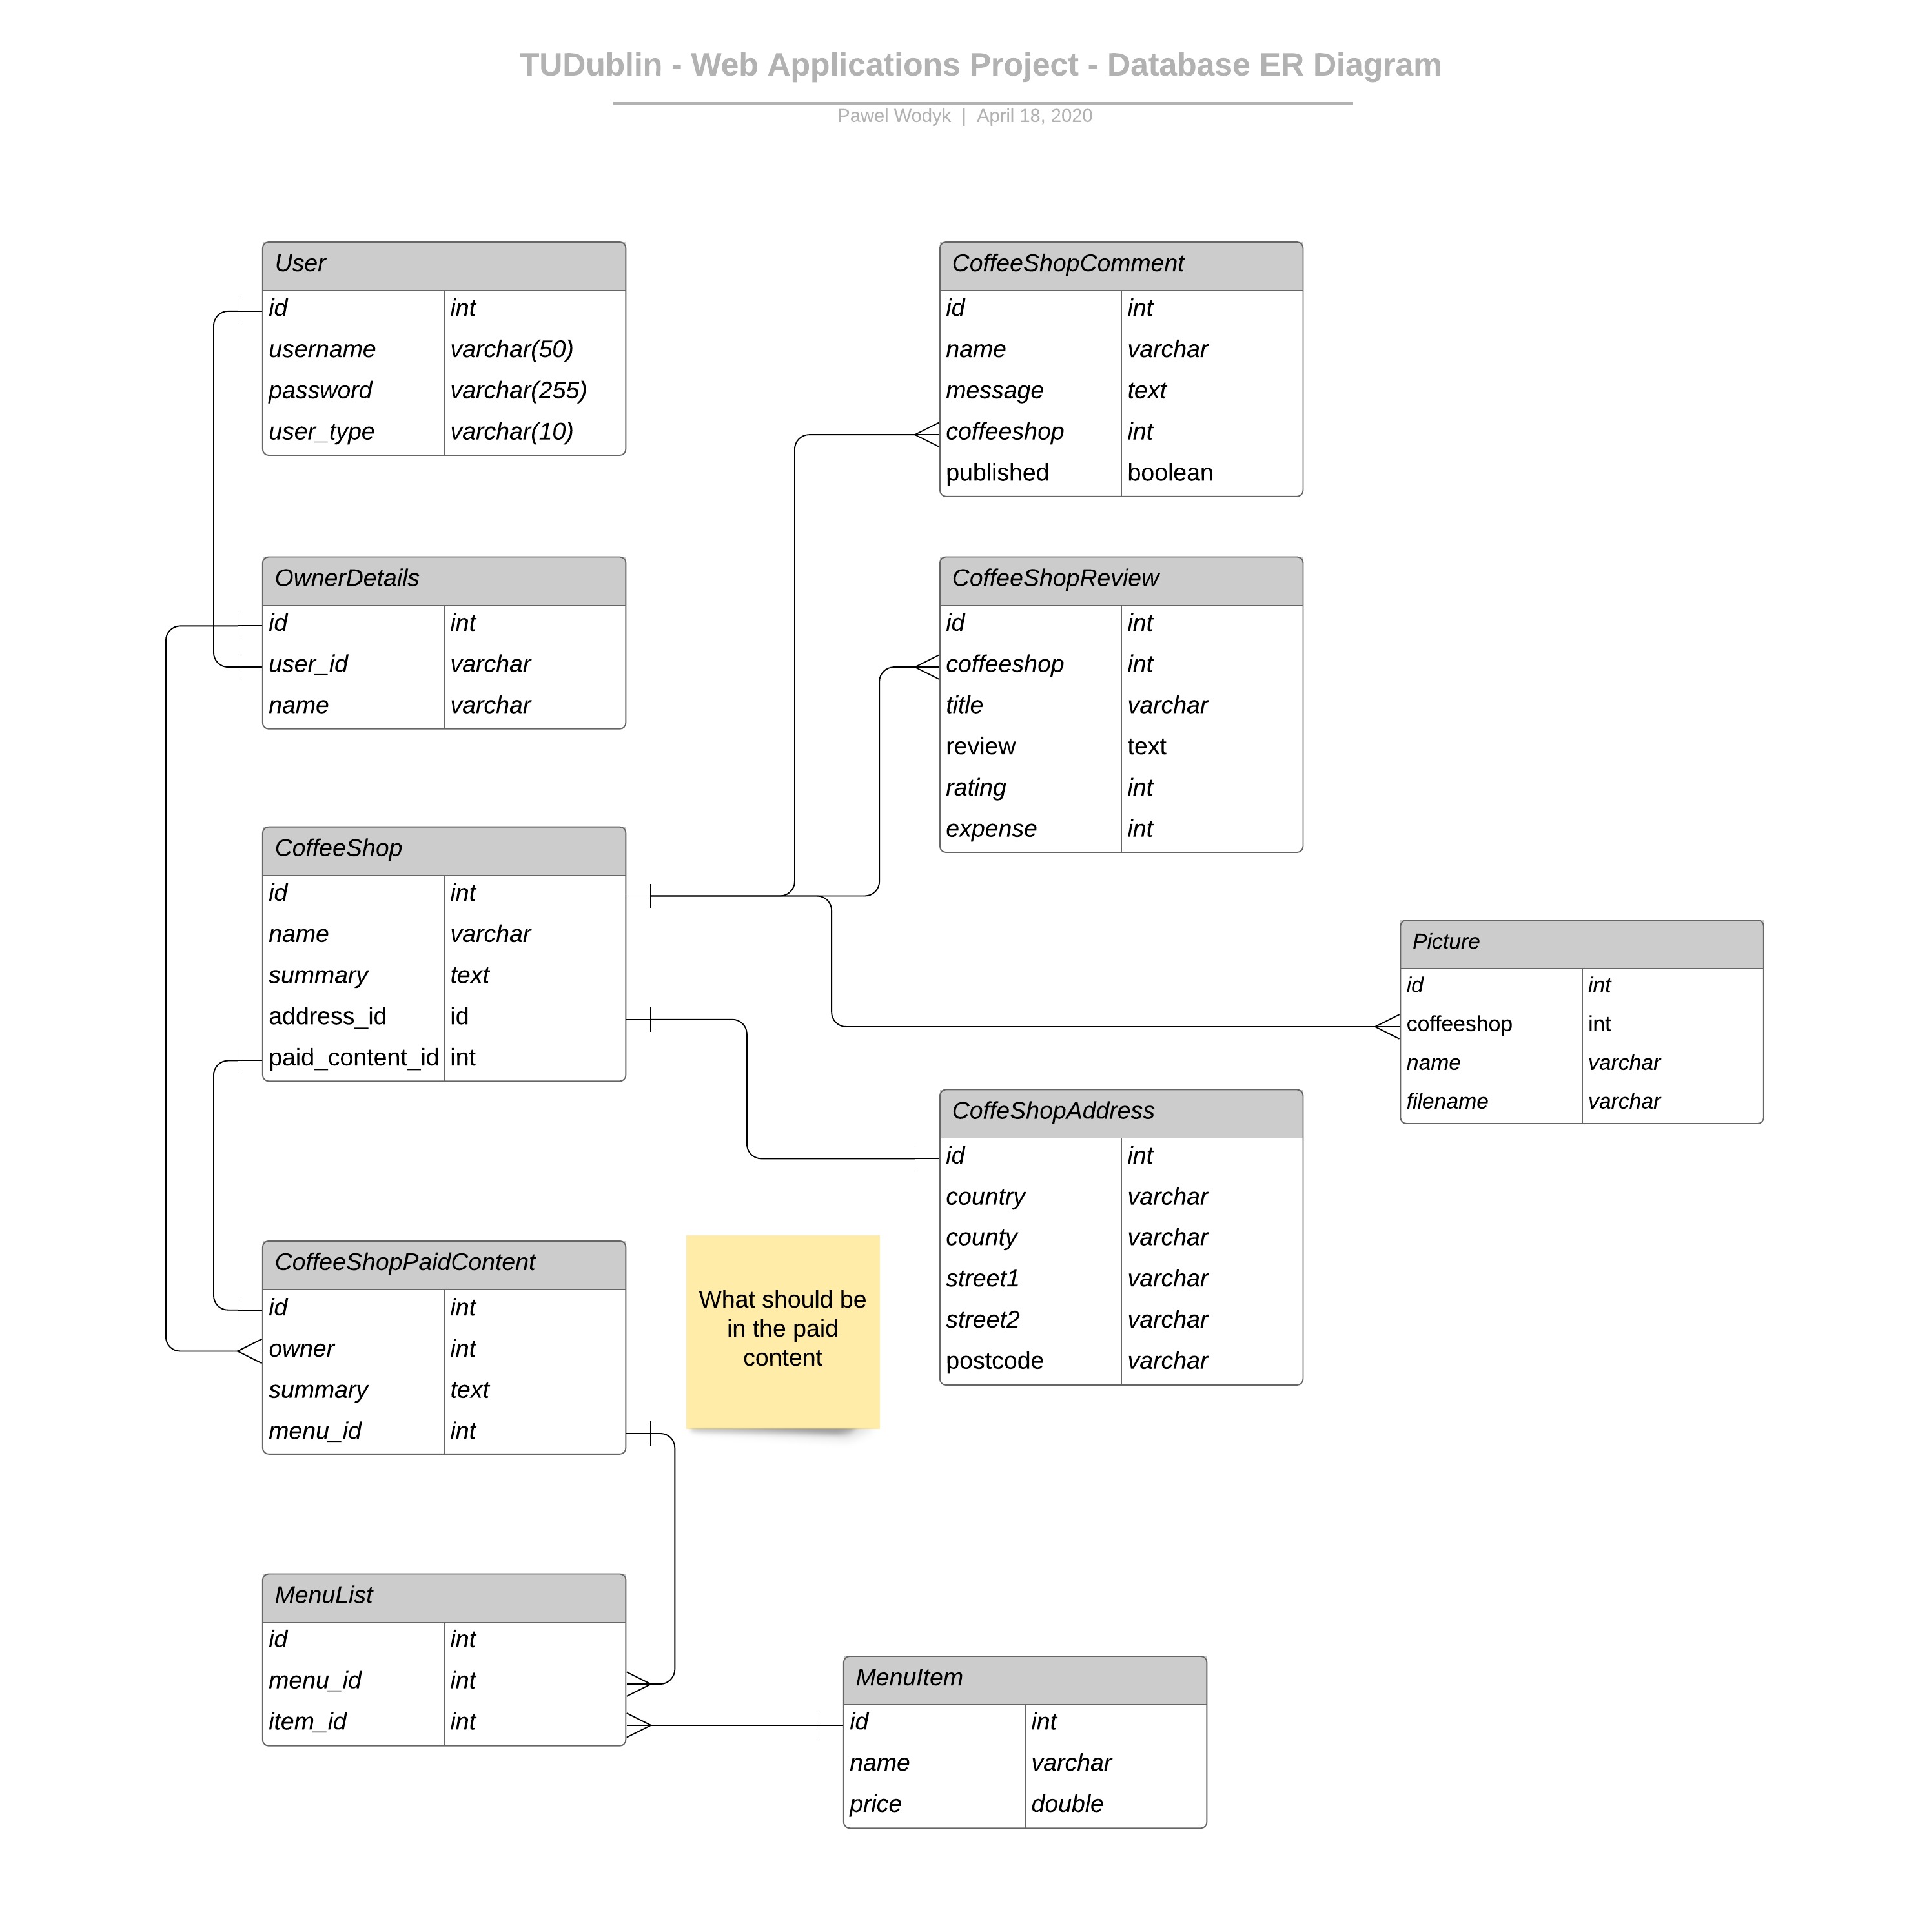 TUDublin - Web Applications Project - Database ER Diagram
Pawel Wodyk | April 18, 2020
User
id int
username varchar(50)
password varchar(255)
user_type varchar(10)
OwnerDetails
id int
user_id varchar
name varchar
CoffeeShop
id int
name varchar
summary text
address_id id
paid_content_id int
CoffeeShopPaidContent
id int
owner int
summary text
menu_id int
MenuList
id int
menu_id int
item_id int
What should be
in the paid
content
CoffeeShopComment
id int
name varchar
message text
coffeeshop int
published boolean
CoffeeShopReview
id int
coffeeshop int
title varchar
review text
rating int
expense int
CoffeShopAddress
id int
country varchar
county varchar
street1 varchar
street2 varchar
postcode varchar
MenuItem
id int
name varchar
price double
Picture
id int
coffeeshop int
name varchar
filename varchar